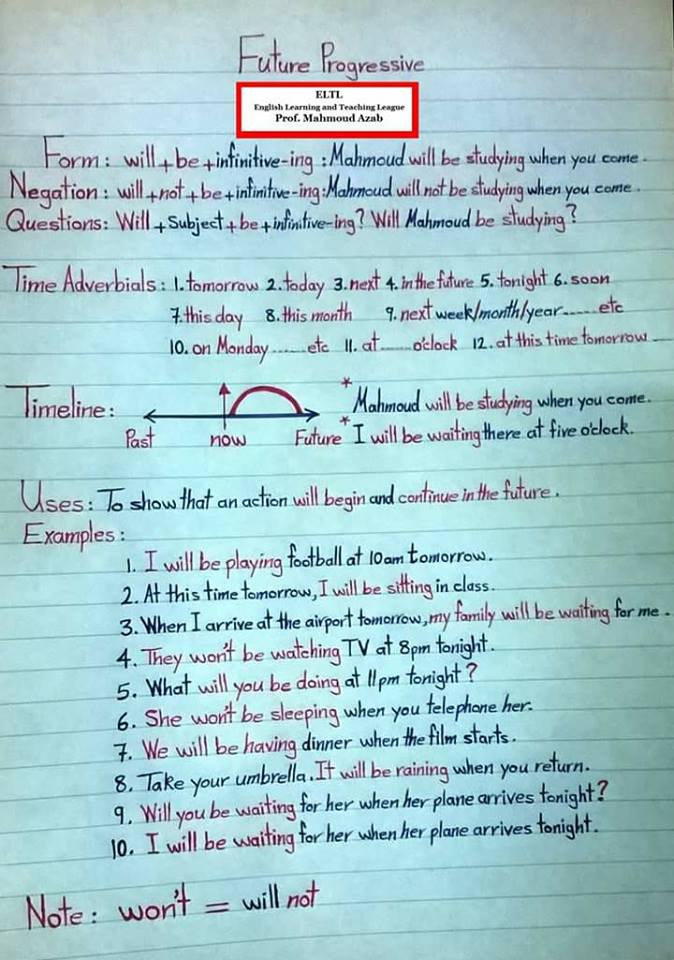 Future Progressive
ELTL
English Learning and Teaching League
Prof. Mahmoud Azab
Form: will+be+infinitive-ing: Mahmoud will be studying when you come.
Negation: will+not+be+infinitive-ing: Mahmoud will not be studying when you come.
Questions: Will+Subject+be+infinitive-ing? Will Mahmoud be studying?
Time Adverbials: 1. tomorrow 2. today 3. next 4. in the future 5. tonight 6. soon
7. this day 8. this month 9. next week/month/year......etc
10. on Monday......etc 11. at......o'clock 12. at this time tomorrow...
Timeline:
Past now Future
* Mahmoud will be studying when you come.
* I will be waiting there at five o'clock.
Uses: To show that an action will begin and continue in the future.
Examples:
1. I will be playing football at 10am tomorrow.
2. At this time tomorrow, I will be sitting in class.
3. When I arrive at the airport tomorrow, my family will be waiting for me.
4. They won't be watching TV at 8pm tonight.
5. What will you be doing at 11pm tonight?
6. She won't be sleeping when you telephone her.
7. We will be having dinner when the film starts.
8. Take your umbrella. It will be raining when you return.
9. Will you be waiting for her when her plane arrives tonight?
10. I will be waiting for her when her plane arrives tonight.
Note: won't = will not